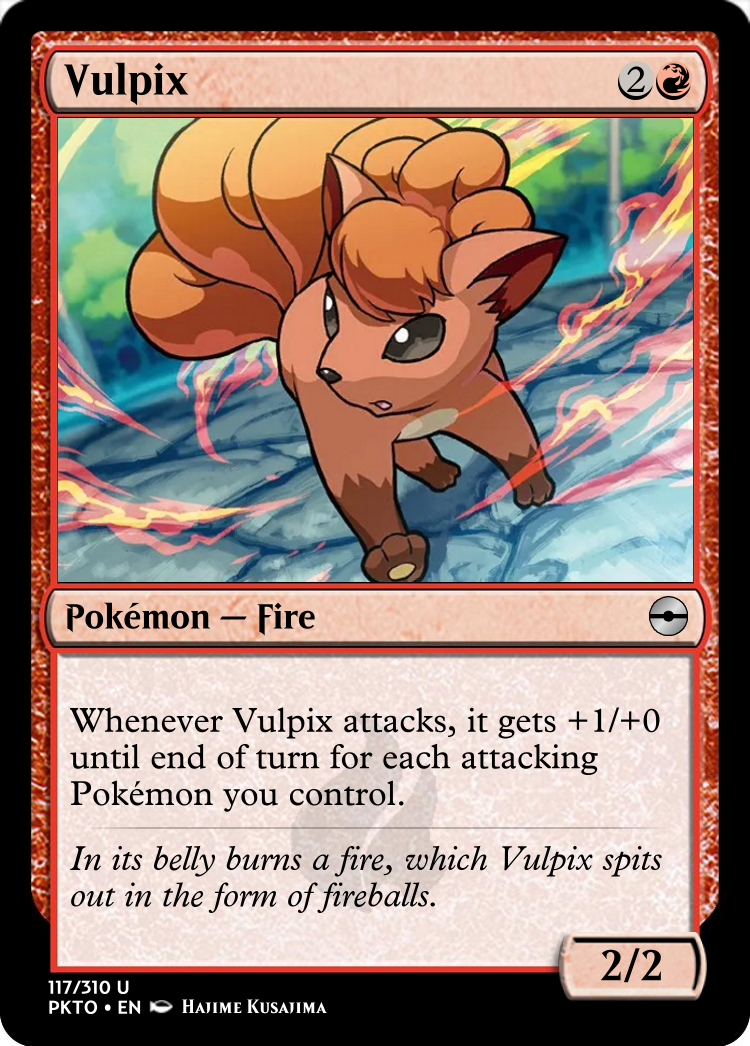 Vulpix 2
Pokémon — Fire
Whenever Vulpix attacks, it gets +1/+0
until end of turn for each attacking
Pokémon you control.
In its belly burns a fire, which Vulpix spits
out in the form of fireballs.
2/2
117/310 U
PKTO • EN Hajime Kusajima